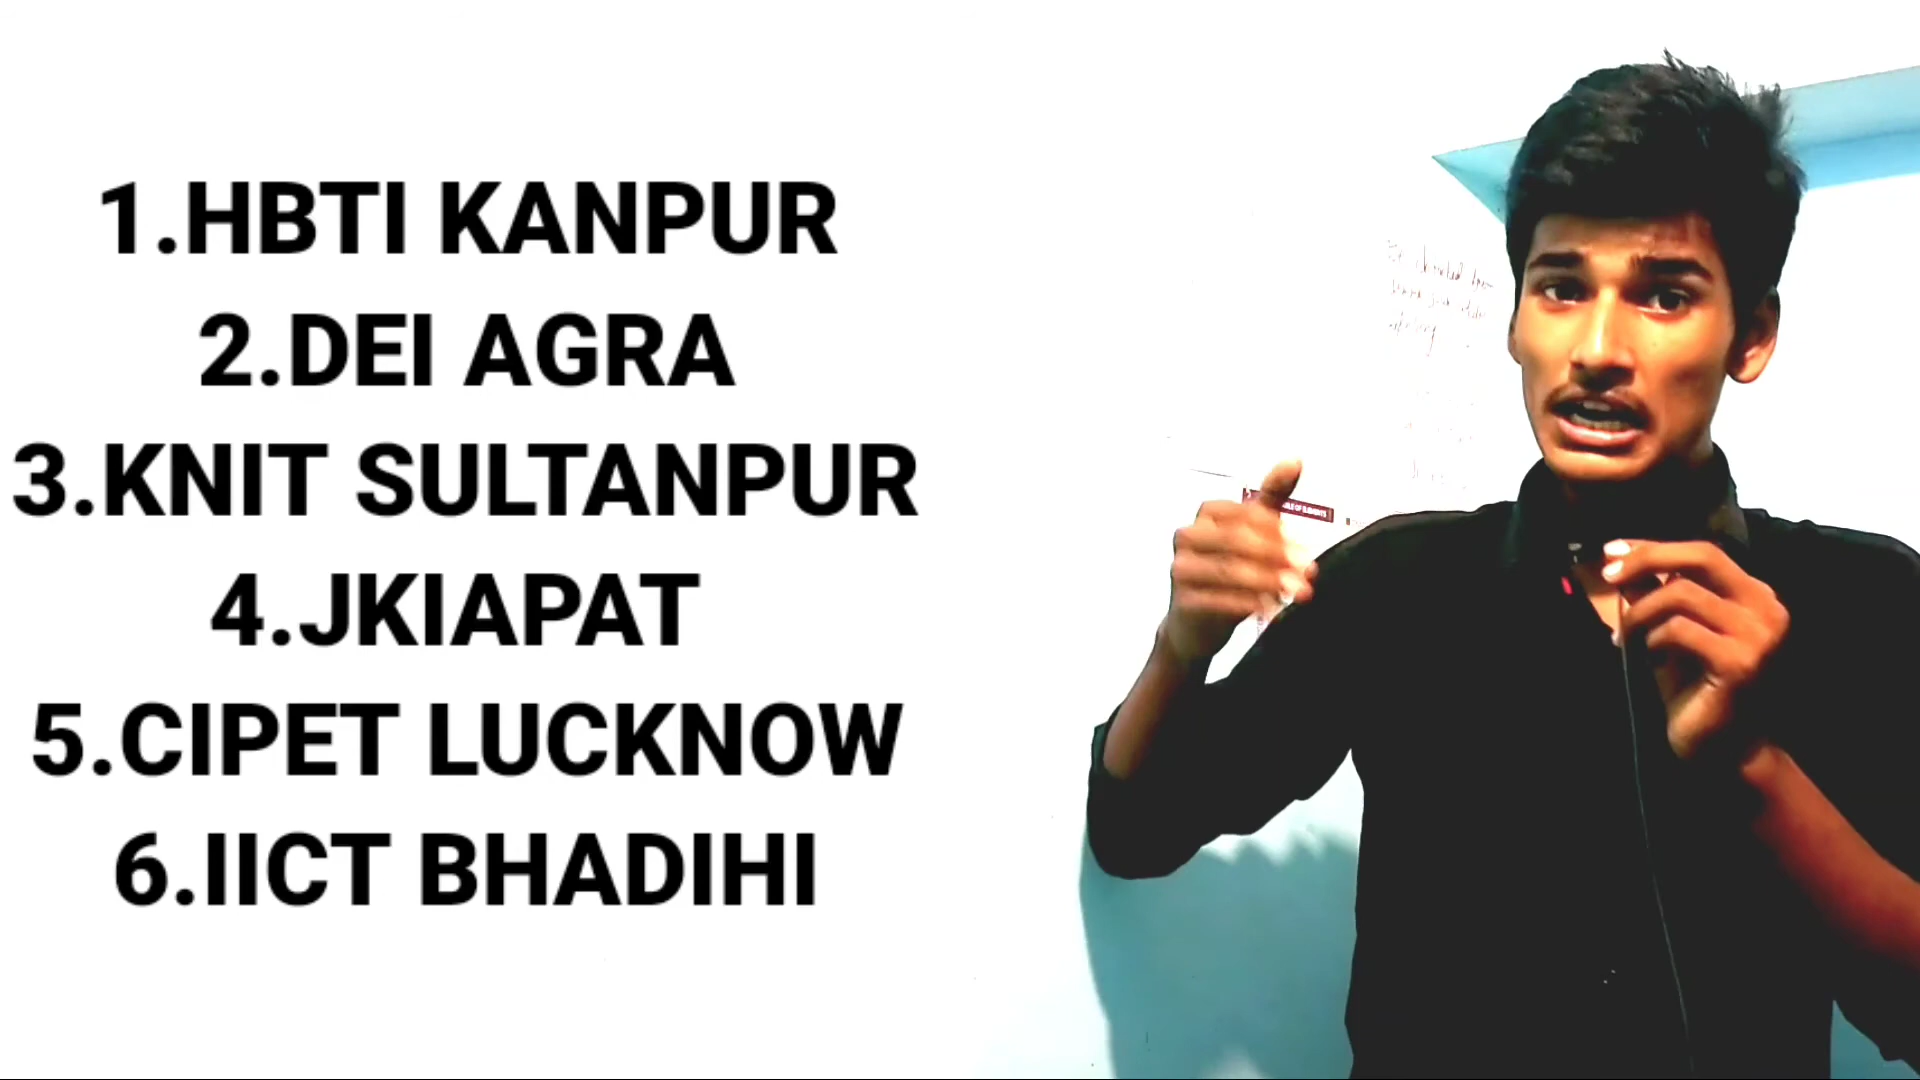 1.HBTI KANPUR
2.DEI AGRA
3.KNIT SULTANPUR
4.JKIAPAT
5.CIPET LUCKNOW
6.IICT BHADIHI